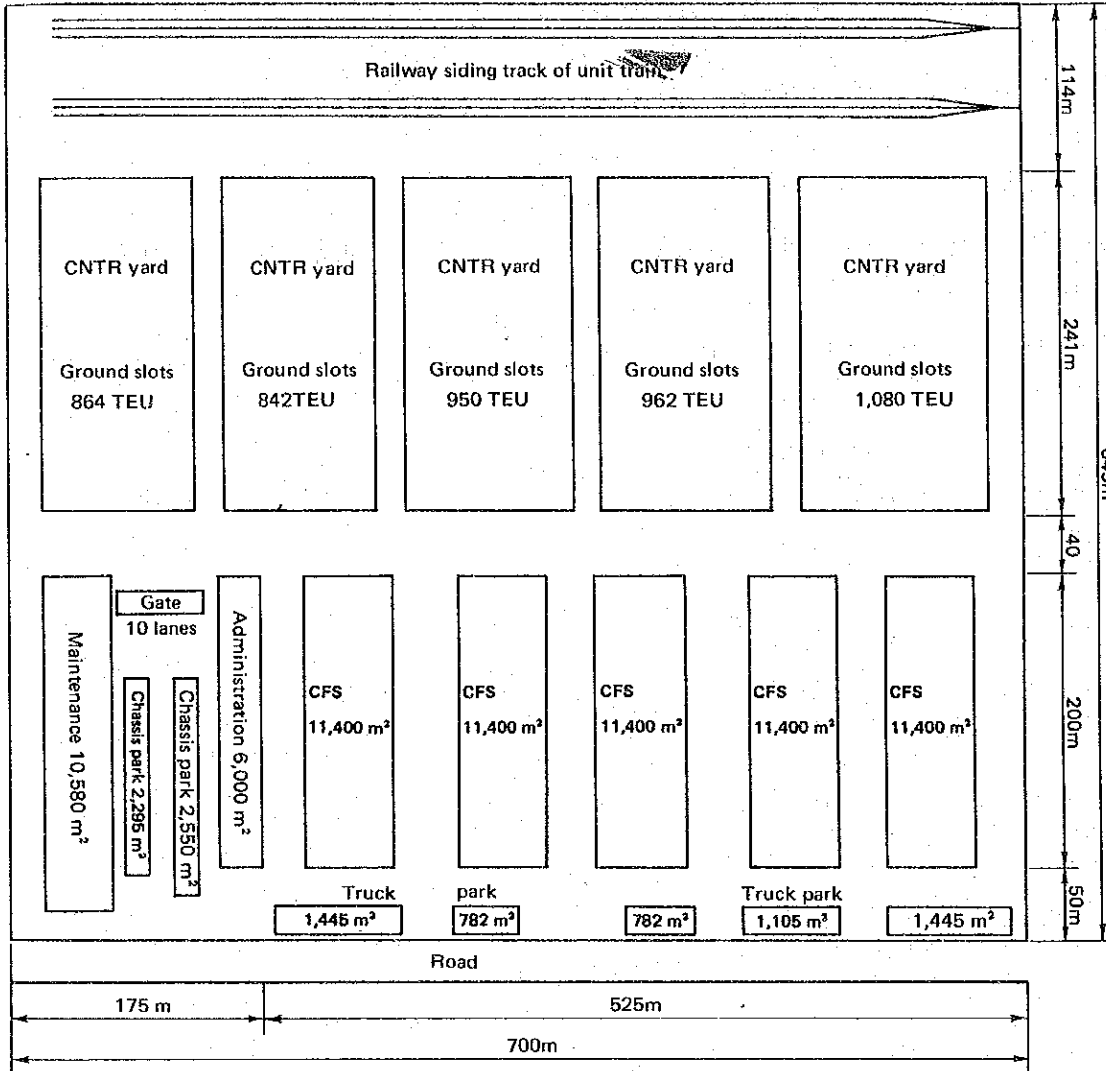 Railway siding track of unit train
114m
CNTR yard
Ground slots
864 TEU
CNTR yard
Ground slots
842TEU
CNTR yard
Ground slots
950 TEU
CNTR yard
Ground slots
962 TEU
CNTR yard
Ground slots
1,080 TEU
241m
40
Maintenance 10,580 m²
Gate
10 lanes
Chassis park 2,295 m²
Chassis park 2,550 m²
Administration 6,000 m²
CFS
11,400 m²
CFS
11,400 m²
CFS
11,400 m²
CFS
11,400 m²
CFS
11,400 m²
200m
Truck park
Truck park
1,445 m²
782 m²
782 m²
1,105 m²
1,445 m²
50m
Road
175 m
525m
700m